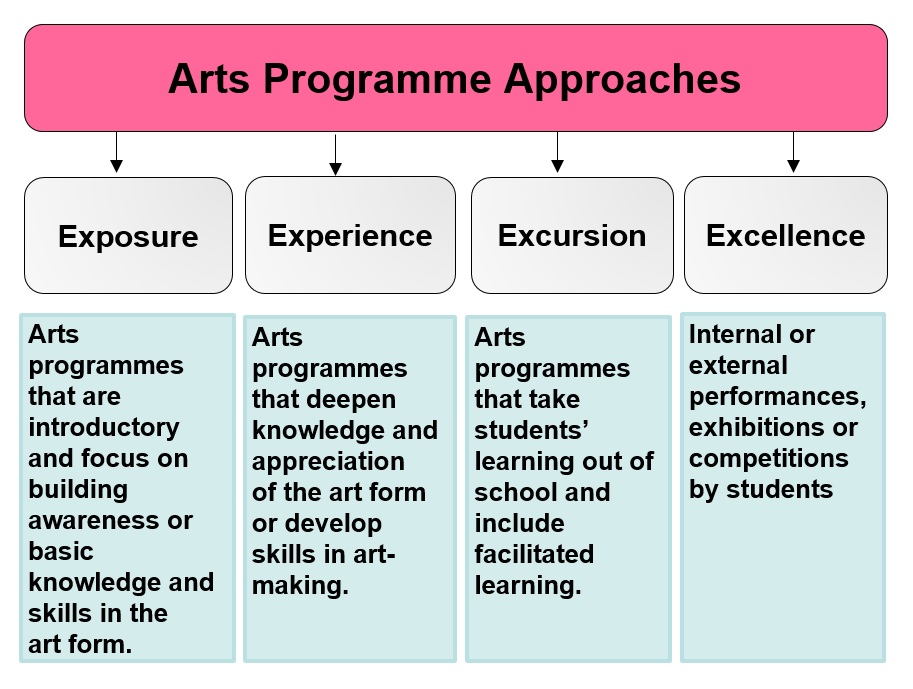 Arts Programme Approaches
Exposure
Experience
Excursion
Excellence
Arts
programmes
that are
introductory
and focus on
building
awareness or
basic
knowledge and
skills in the
art form.
Arts
programmes
that deepen
knowledge and
appreciation
of the art form
or develop
skills in art-
making.
Arts
programmes
that take
students’
learning out of
school and
include
facilitated
learning.
Internal or
external
performances,
exhibitions or
competitions
by students